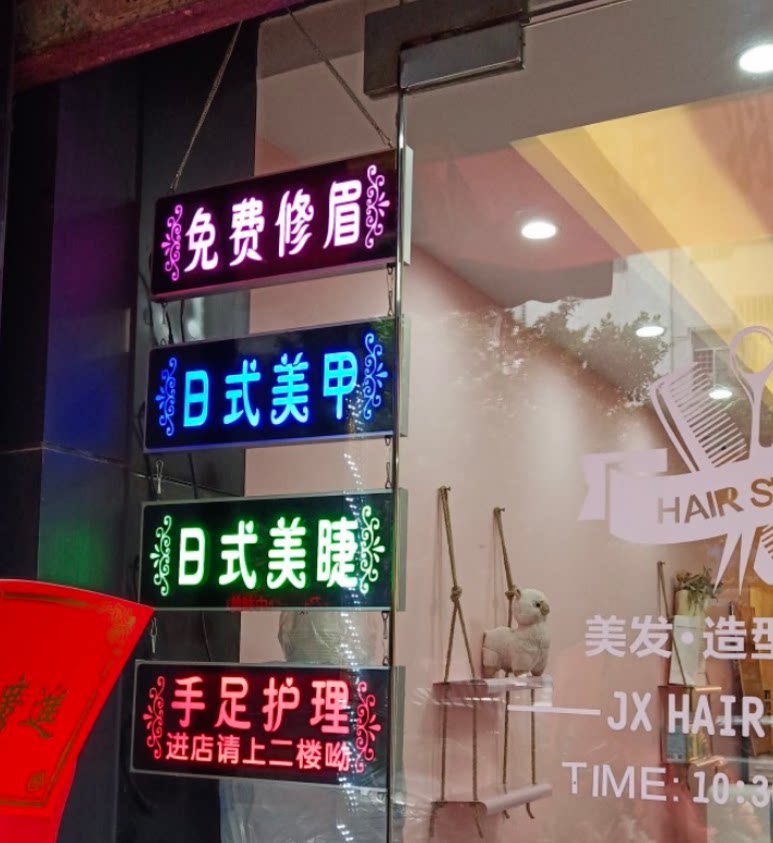 免费修眉
日式美甲
日式美睫
手足护理
进店请上二楼呦
HAIR S
美发·造型
JX HAIR
TIME: 10:3